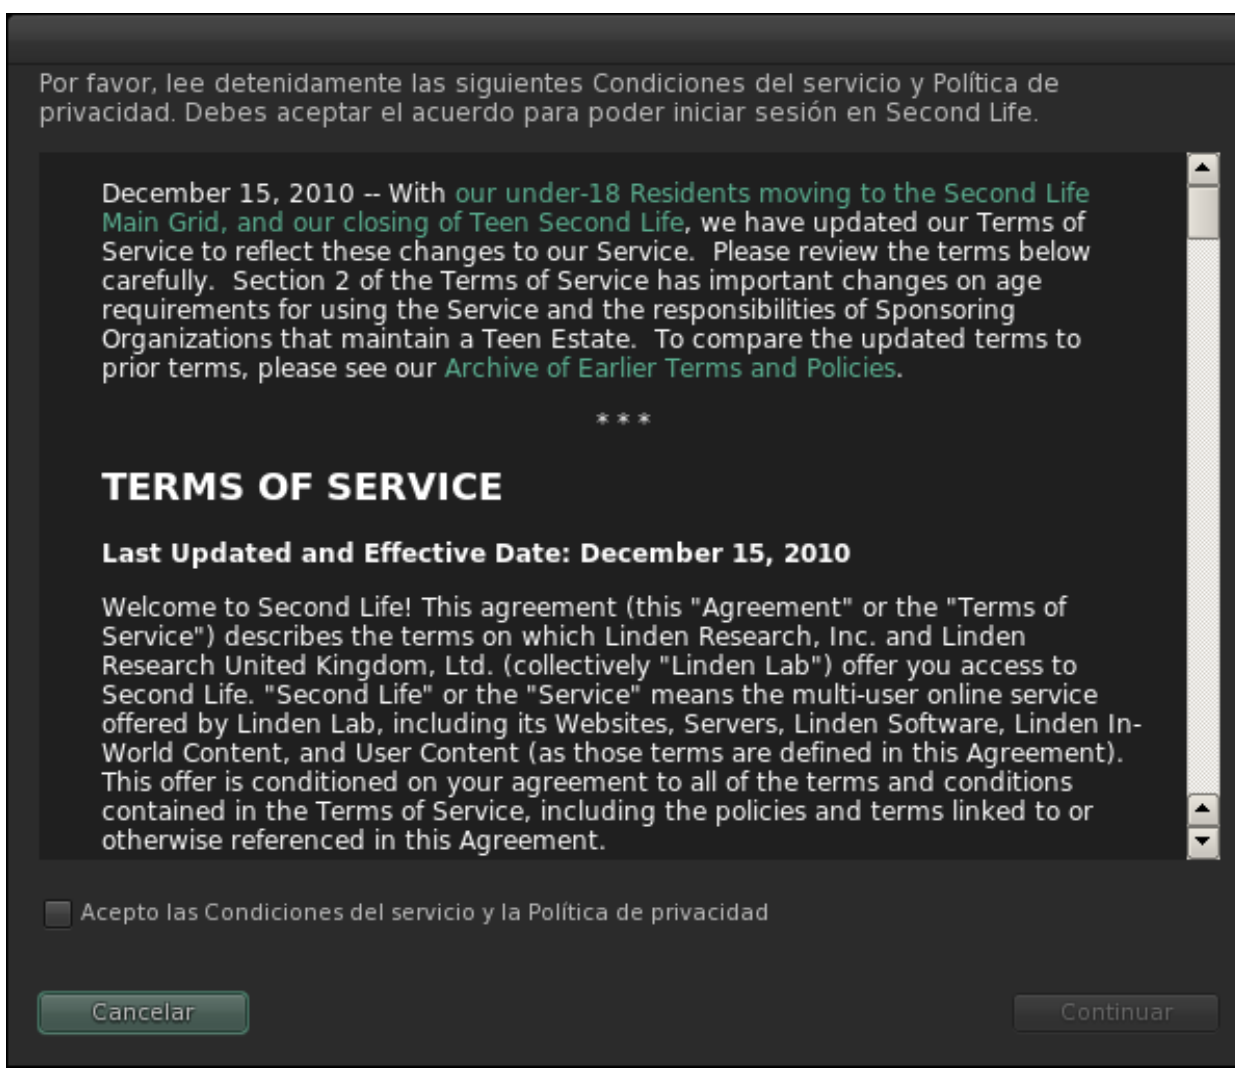 Por favor, lee detenidamente las siguientes Condiciones del servicio y Política de
privacidad. Debes aceptar el acuerdo para poder iniciar sesión en Second Life.
December 15, 2010 -- With our under-18 Residents moving to the Second Life
Main Grid, and our closing of Teen Second Life, we have updated our Terms of
Service to reflect these changes to our Service.  Please review the terms below
carefully.  Section 2 of the Terms of Service has important changes on age
requirements for using the Service and the responsibilities of Sponsoring
Organizations that maintain a Teen Estate.  To compare the updated terms to
prior terms, please see our Archive of Earlier Terms and Policies.
* * *
TERMS OF SERVICE
Last Updated and Effective Date: December 15, 2010
Welcome to Second Life! This agreement (this "Agreement" or the "Terms of
Service") describes the terms on which Linden Research, Inc. and Linden
Research United Kingdom, Ltd. (collectively "Linden Lab") offer you access to
Second Life. "Second Life" or the "Service" means the multi-user online service
offered by Linden Lab, including its Websites, Servers, Linden Software, Linden In-
World Content, and User Content (as those terms are defined in this Agreement).
This offer is conditioned on your agreement to all of the terms and conditions
contained in the Terms of Service, including the policies and terms linked to or
otherwise referenced in this Agreement.
Acepto las Condiciones del servicio y la Política de privacidad
Cancelar
Continuar